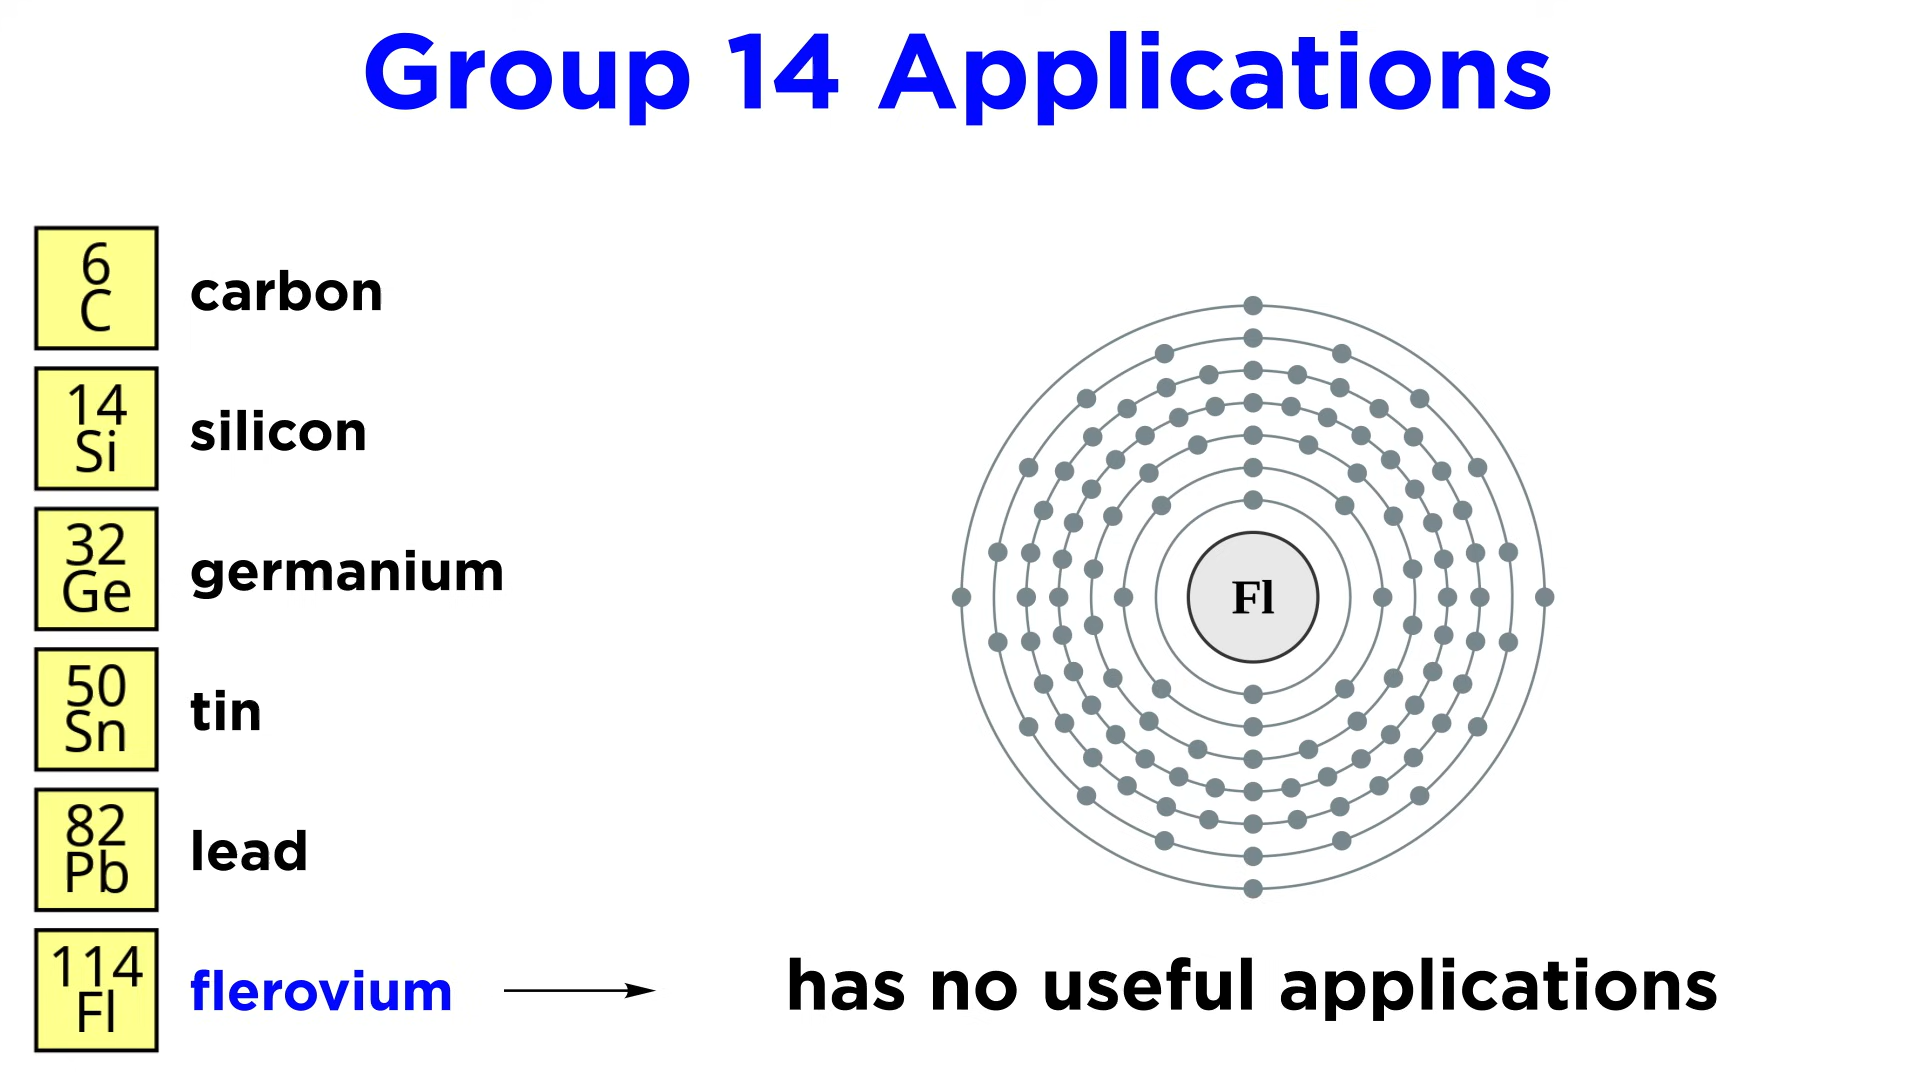 Group 14 Applications
6
C
carbon
14
Si
silicon
32
Ge
germanium
50
Sn
tin
82
Pb
lead
114
Fl
flerovium
Fl
has no useful applications